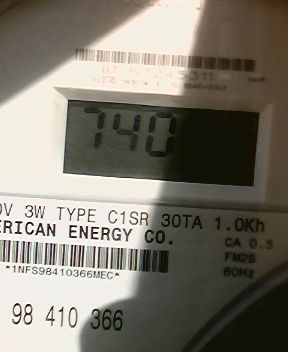 740
0V 3W TYPE C1SR 30TA 1.0Kh
ERICAN ENERGY CO.
CA 0.5
FM2S
60Hz
*1NFS98410366MEC*
98 410 366